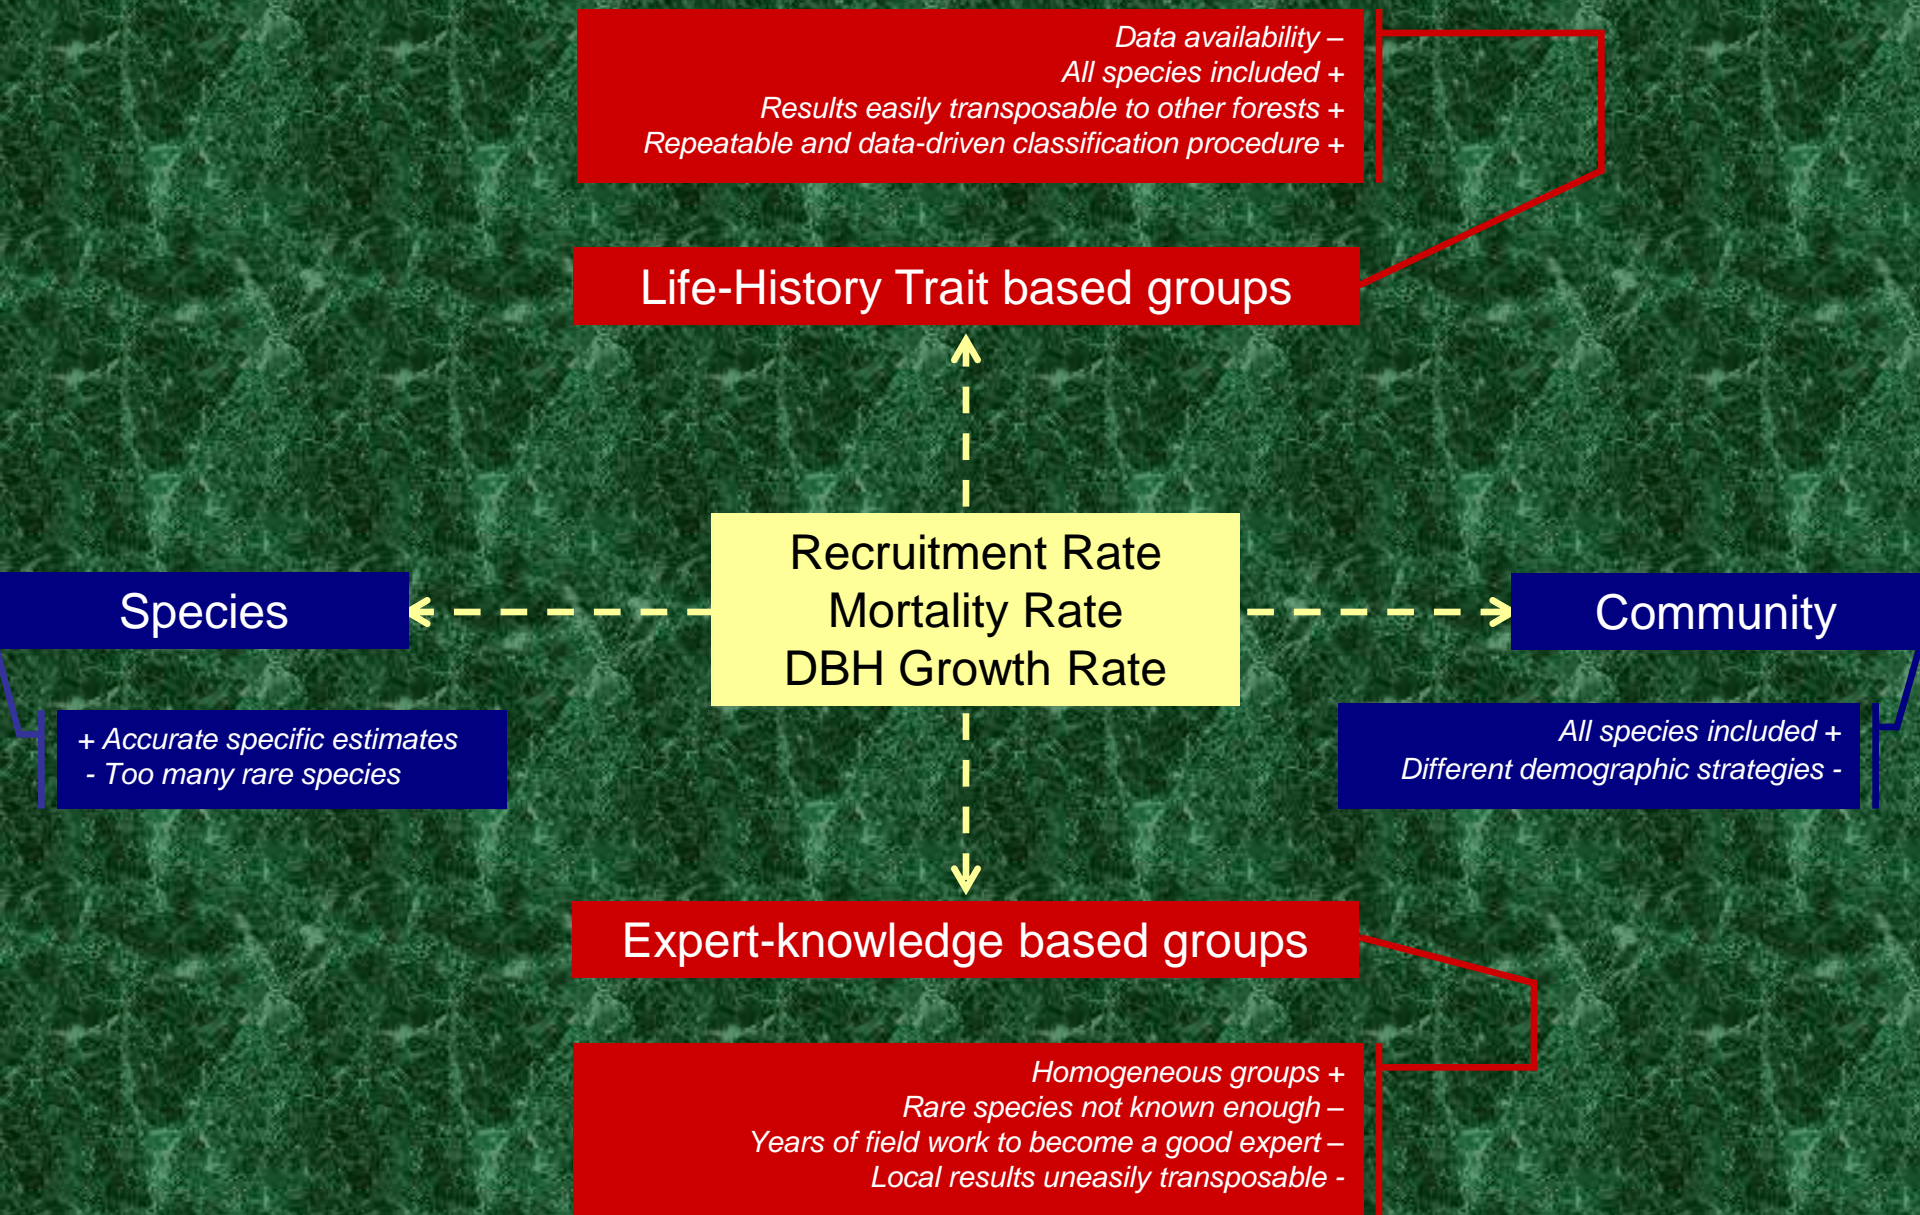 Data availability –
All species included +
Results easily transposable to other forests +
Repeatable and data-driven classification procedure +
Life-History Trait based groups
Recruitment Rate
Mortality Rate
DBH Growth Rate
Species
Community
+ Accurate specific estimates
- Too many rare species
All species included +
Different demographic strategies -
Expert-knowledge based groups
Homogeneous groups +
Rare species not known enough –
Years of field work to become a good expert –
Local results uneasily transposable -